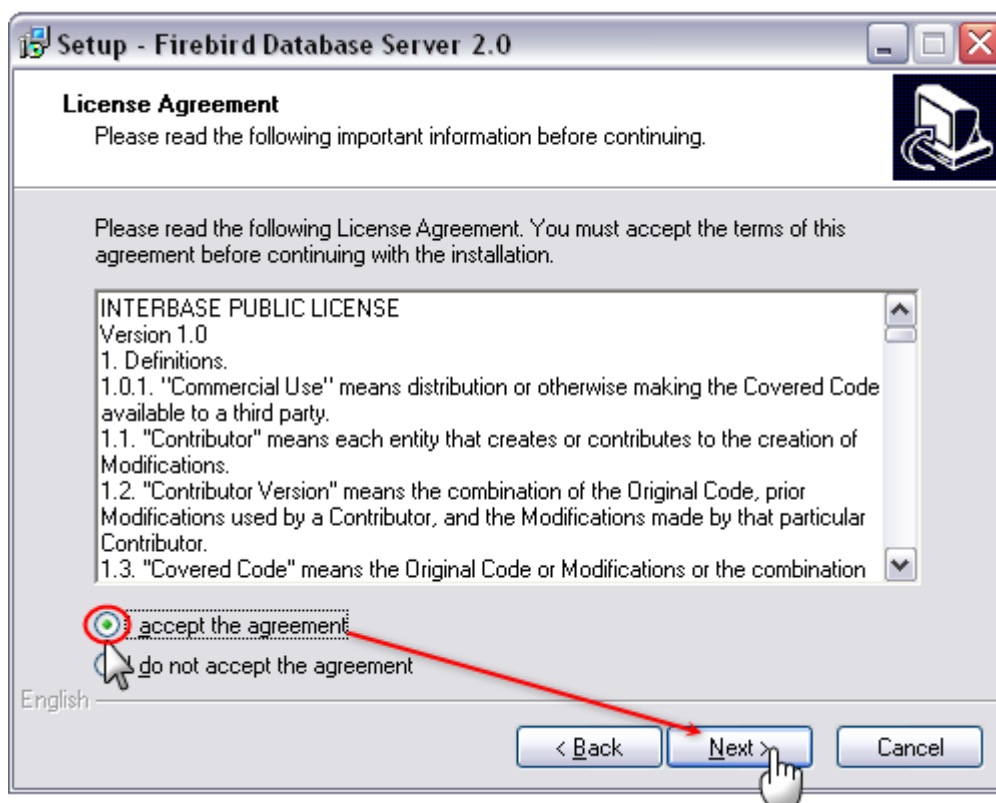 Setup - Firebird Database Server 2.0
License Agreement
Please read the following important information before continuing.
Please read the following License Agreement. You must accept the terms of this
agreement before continuing with the installation.
INTERBASE PUBLIC LICENSE
Version 1.0
1. Definitions.
1.0.1. "Commercial Use" means distribution or otherwise making the Covered Code
available to a third party.
1.1. "Contributor" means each entity that creates or contributes to the creation of
Modifications.
1.2. "Contributor Version" means the combination of the Original Code, prior
Modifications used by a Contributor, and the Modifications made by that particular
Contributor.
1.3. "Covered Code" means the Original Code or Modifications or the combination
I accept the agreement
I do not accept the agreement
English
< Back
Next >
Cancel